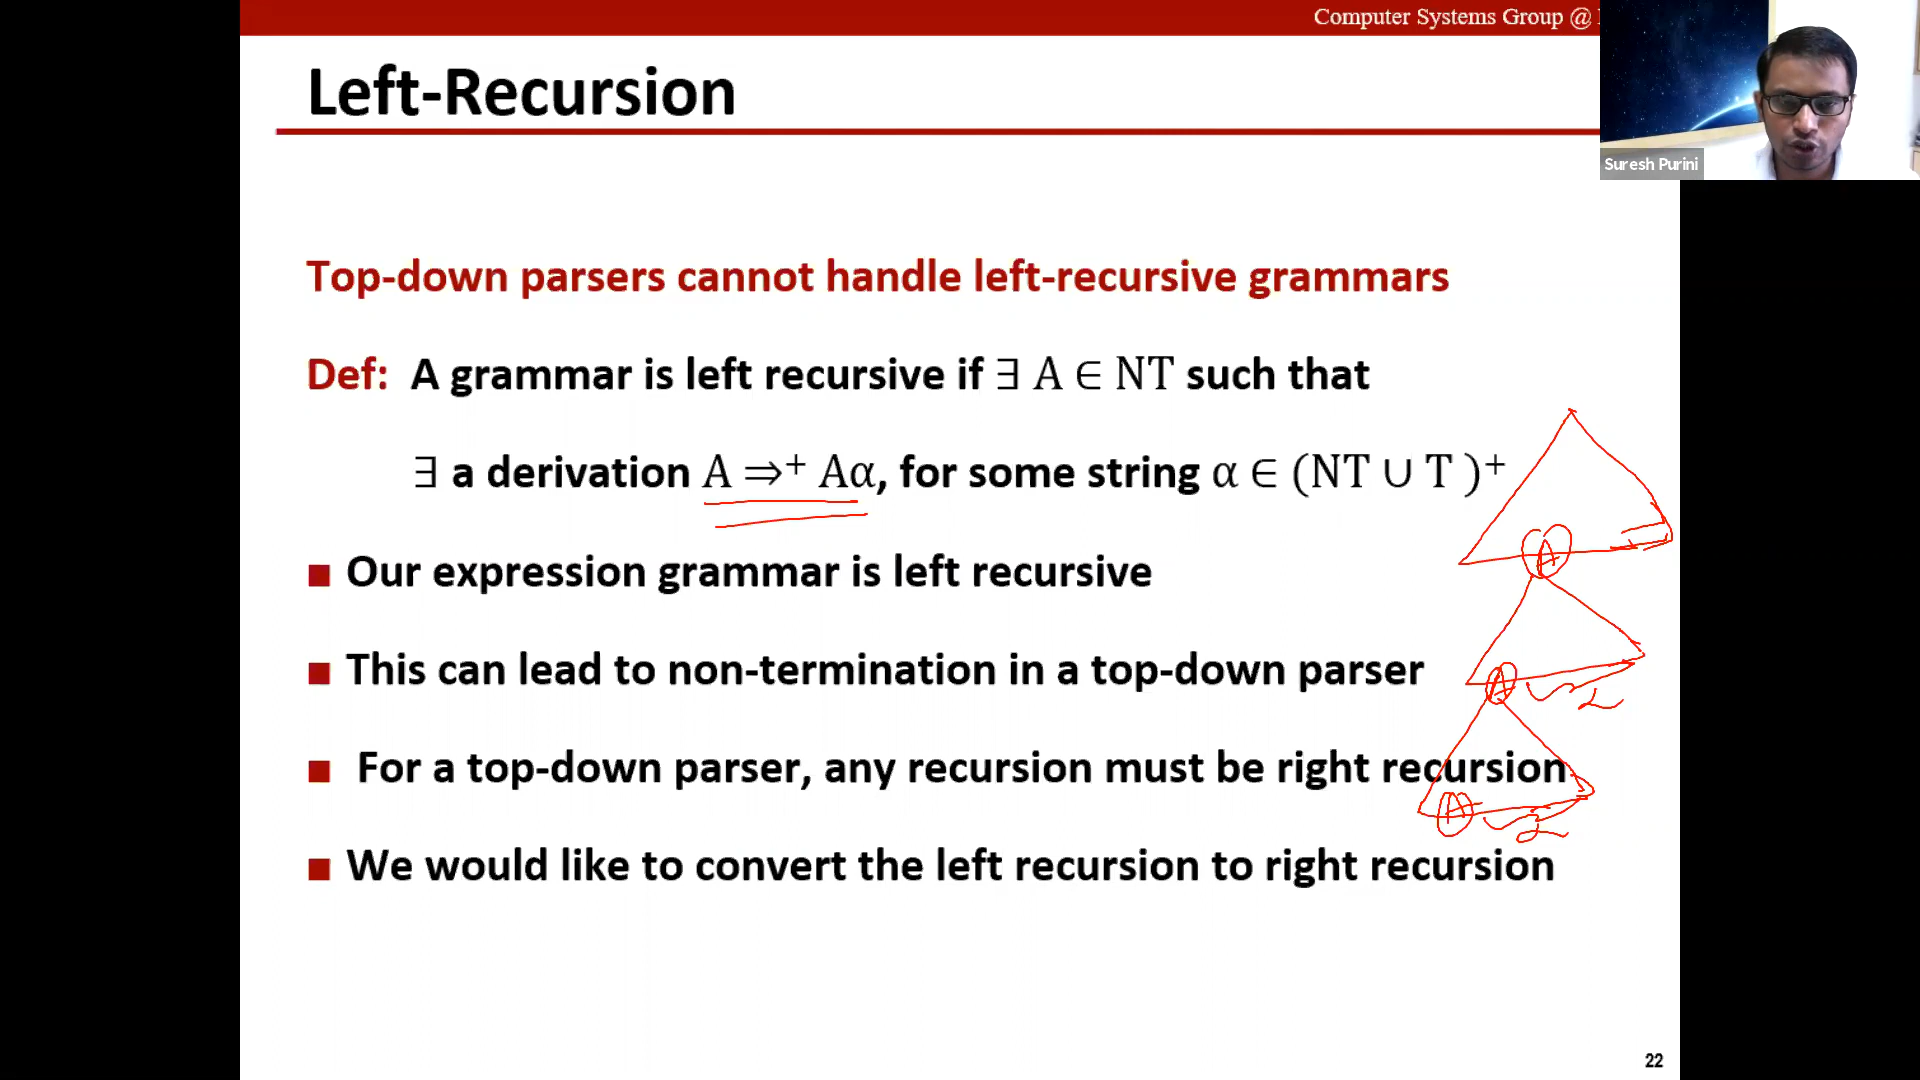 Computer Systems Group @
Suresh Purini
Left-Recursion
Top-down parsers cannot handle left-recursive grammars
Def: A grammar is left recursive if ∃ A ∈ NT such that
∃ a derivation A ⇒⁺ Aα, for some string α ∈ (NT ∪ T )⁺
■ Our expression grammar is left recursive
■ This can lead to non-termination in a top-down parser
■ For a top-down parser, any recursion must be right recursion
■ We would like to convert the left recursion to right recursion
A
A
A
22